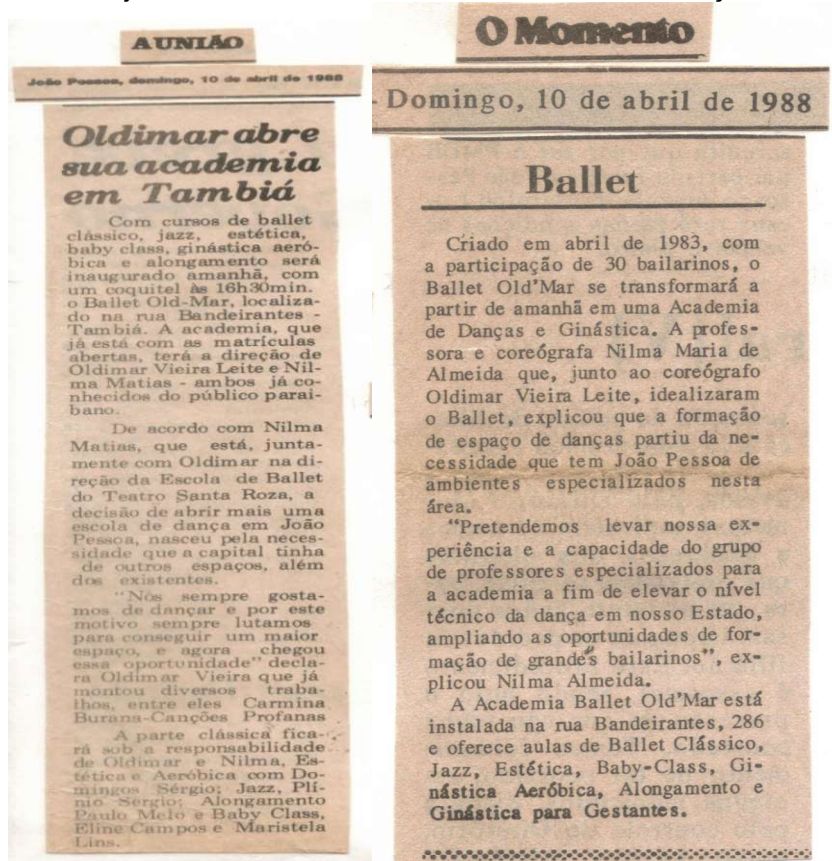 A UNIÃO
João Pessoa, domingo, 10 de abril de 1988
Oldimar abre
sua academia
em Tambiá
Com cursos de ballet
clássico, jazz, estética,
baby class, ginástica aeró-
bica e alongamento será
inaugurado amanhã, com
um coquitel às 16h30min.
o Ballet Old-Mar, localiza-
do na rua Bandeirantes -
Tambiá. A academia, que
já está com as matrículas
abertas, terá a direção de
Oldimar Vieira Leite e Nil-
ma Matias - ambos já co-
nhecidos do público parai-
bano.
De acordo com Nilma
Matias, que está, junta-
mente com Oldimar na di-
reção da Escola de Ballet
do Teatro Santa Roza, a
decisão de abrir mais uma
escola de dança em João
Pessoa, nasceu pela neces-
sidade que a capital tinha
de outros espaços, além
dos existentes.
"Nós sempre gosta-
mos de dançar e por este
motivo sempre lutamos
para conseguir um maior
espaço, e agora chegou
essa oportunidade" decla-
ra Oldimar Vieira que já
montou diversos traba-
lhos, entre eles Carmina
Burana-Canções Profanas
A parte clássica fica-
rá sob a responsabilidade
de Oldimar e Nilma, Es-
tética e Aeróbica com Do-
mingos Sérgio; Jazz, Plí-
nio Sérgio; Alongamento
Paulo Melo e Baby Class,
Eline Campos e Maristela
Lins.
O Momento
Domingo, 10 de abril de 1988
Ballet
Criado em abril de 1983, com
a participação de 30 bailarinos, o
Ballet Old'Mar se transformará a
partir de amanhã em uma Academia
de Danças e Ginástica. A profes-
sora e coreógrafa Nilma Maria de
Almeida que, junto ao coreógrafo
Oldimar Vieira Leite, idealizaram
o Ballet, explicou que a formação
de espaço de danças partiu da ne-
cessidade que tem João Pessoa de
ambientes especializados nesta
área.
"Pretendemos levar nossa ex-
periência e a capacidade do grupo
de professores especializados para
a academia a fim de elevar o nível
técnico da dança em nosso Estado,
ampliando as oportunidades de for-
mação de grandes bailarinos", ex-
plicou Nilma Almeida.
A Academia Ballet Old'Mar está
instalada na rua Bandeirantes, 286
e oferece aulas de Ballet Clássico,
Jazz, Estética, Baby-Class, Gi-
nástica Aeróbica, Alongamento e
Ginástica para Gestantes.